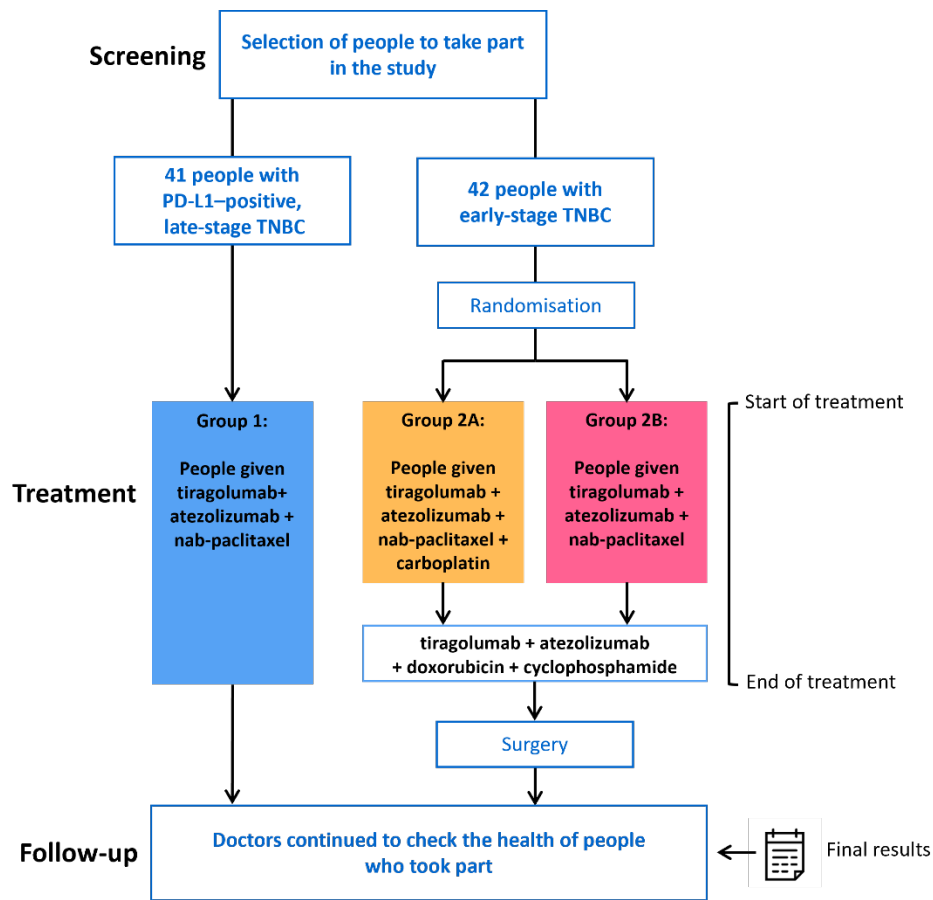 Screening
Selection of people to take part
in the study
41 people with
PD-L1–positive,
late-stage TNBC
42 people with
early-stage TNBC
Randomisation
Treatment
Group 1:
People given
tiragolumab+
atezolizumab +
nab-paclitaxel
Group 2A:
People given
tiragolumab +
atezolizumab +
nab-paclitaxel +
carboplatin
Group 2B:
People given
tiragolumab +
atezolizumab +
nab-paclitaxel
Start of treatment
tiragolumab + atezolizumab
+ doxorubicin + cyclophosphamide
End of treatment
Surgery
Follow-up
Doctors continued to check the health of people
who took part
Final results